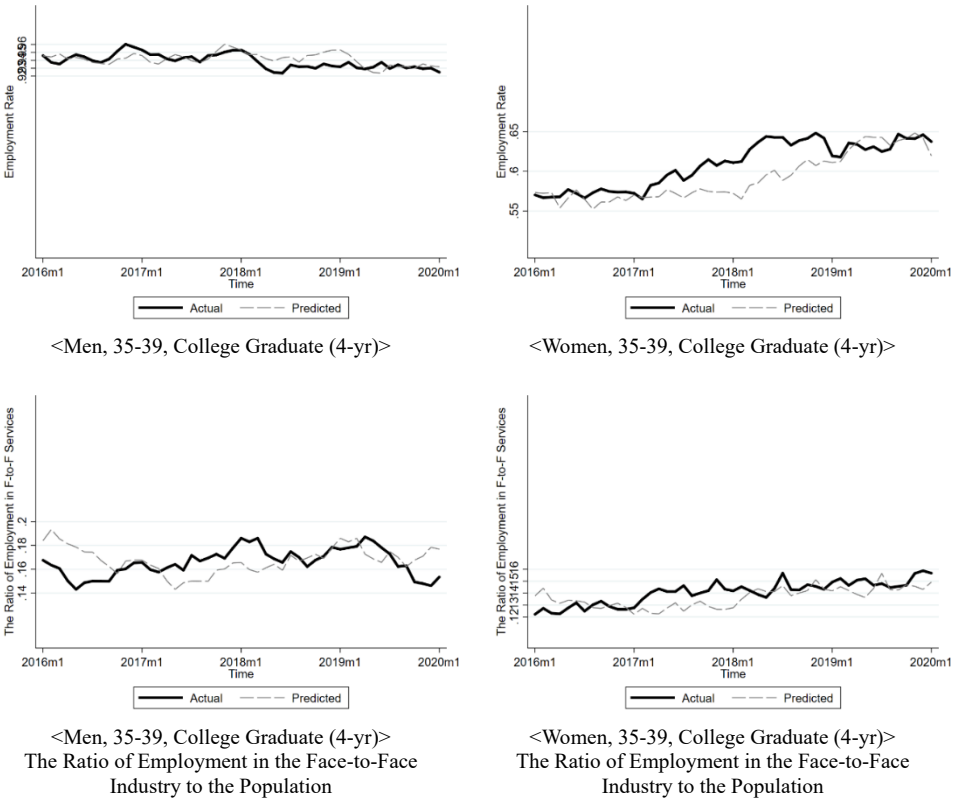 Employment Rate
2016m1 2017m1 2018m1 2019m1 2020m1
Time
Actual Predicted
<Men, 35-39, College Graduate (4-yr)>
Employment Rate
.65
.6
.55
2016m1 2017m1 2018m1 2019m1 2020m1
Time
Actual Predicted
<Women, 35-39, College Graduate (4-yr)>
The Ratio of Employment in F-to-F Services
.2
.18
.16
.14
2016m1 2017m1 2018m1 2019m1 2020m1
Time
Actual Predicted
<Men, 35-39, College Graduate (4-yr)>
The Ratio of Employment in the Face-to-Face
Industry to the Population
The Ratio of Employment in F-to-F Services
.12.13.14.15.16
2016m1 2017m1 2018m1 2019m1 2020m1
Time
Actual Predicted
<Women, 35-39, College Graduate (4-yr)>
The Ratio of Employment in the Face-to-Face
Industry to the Population